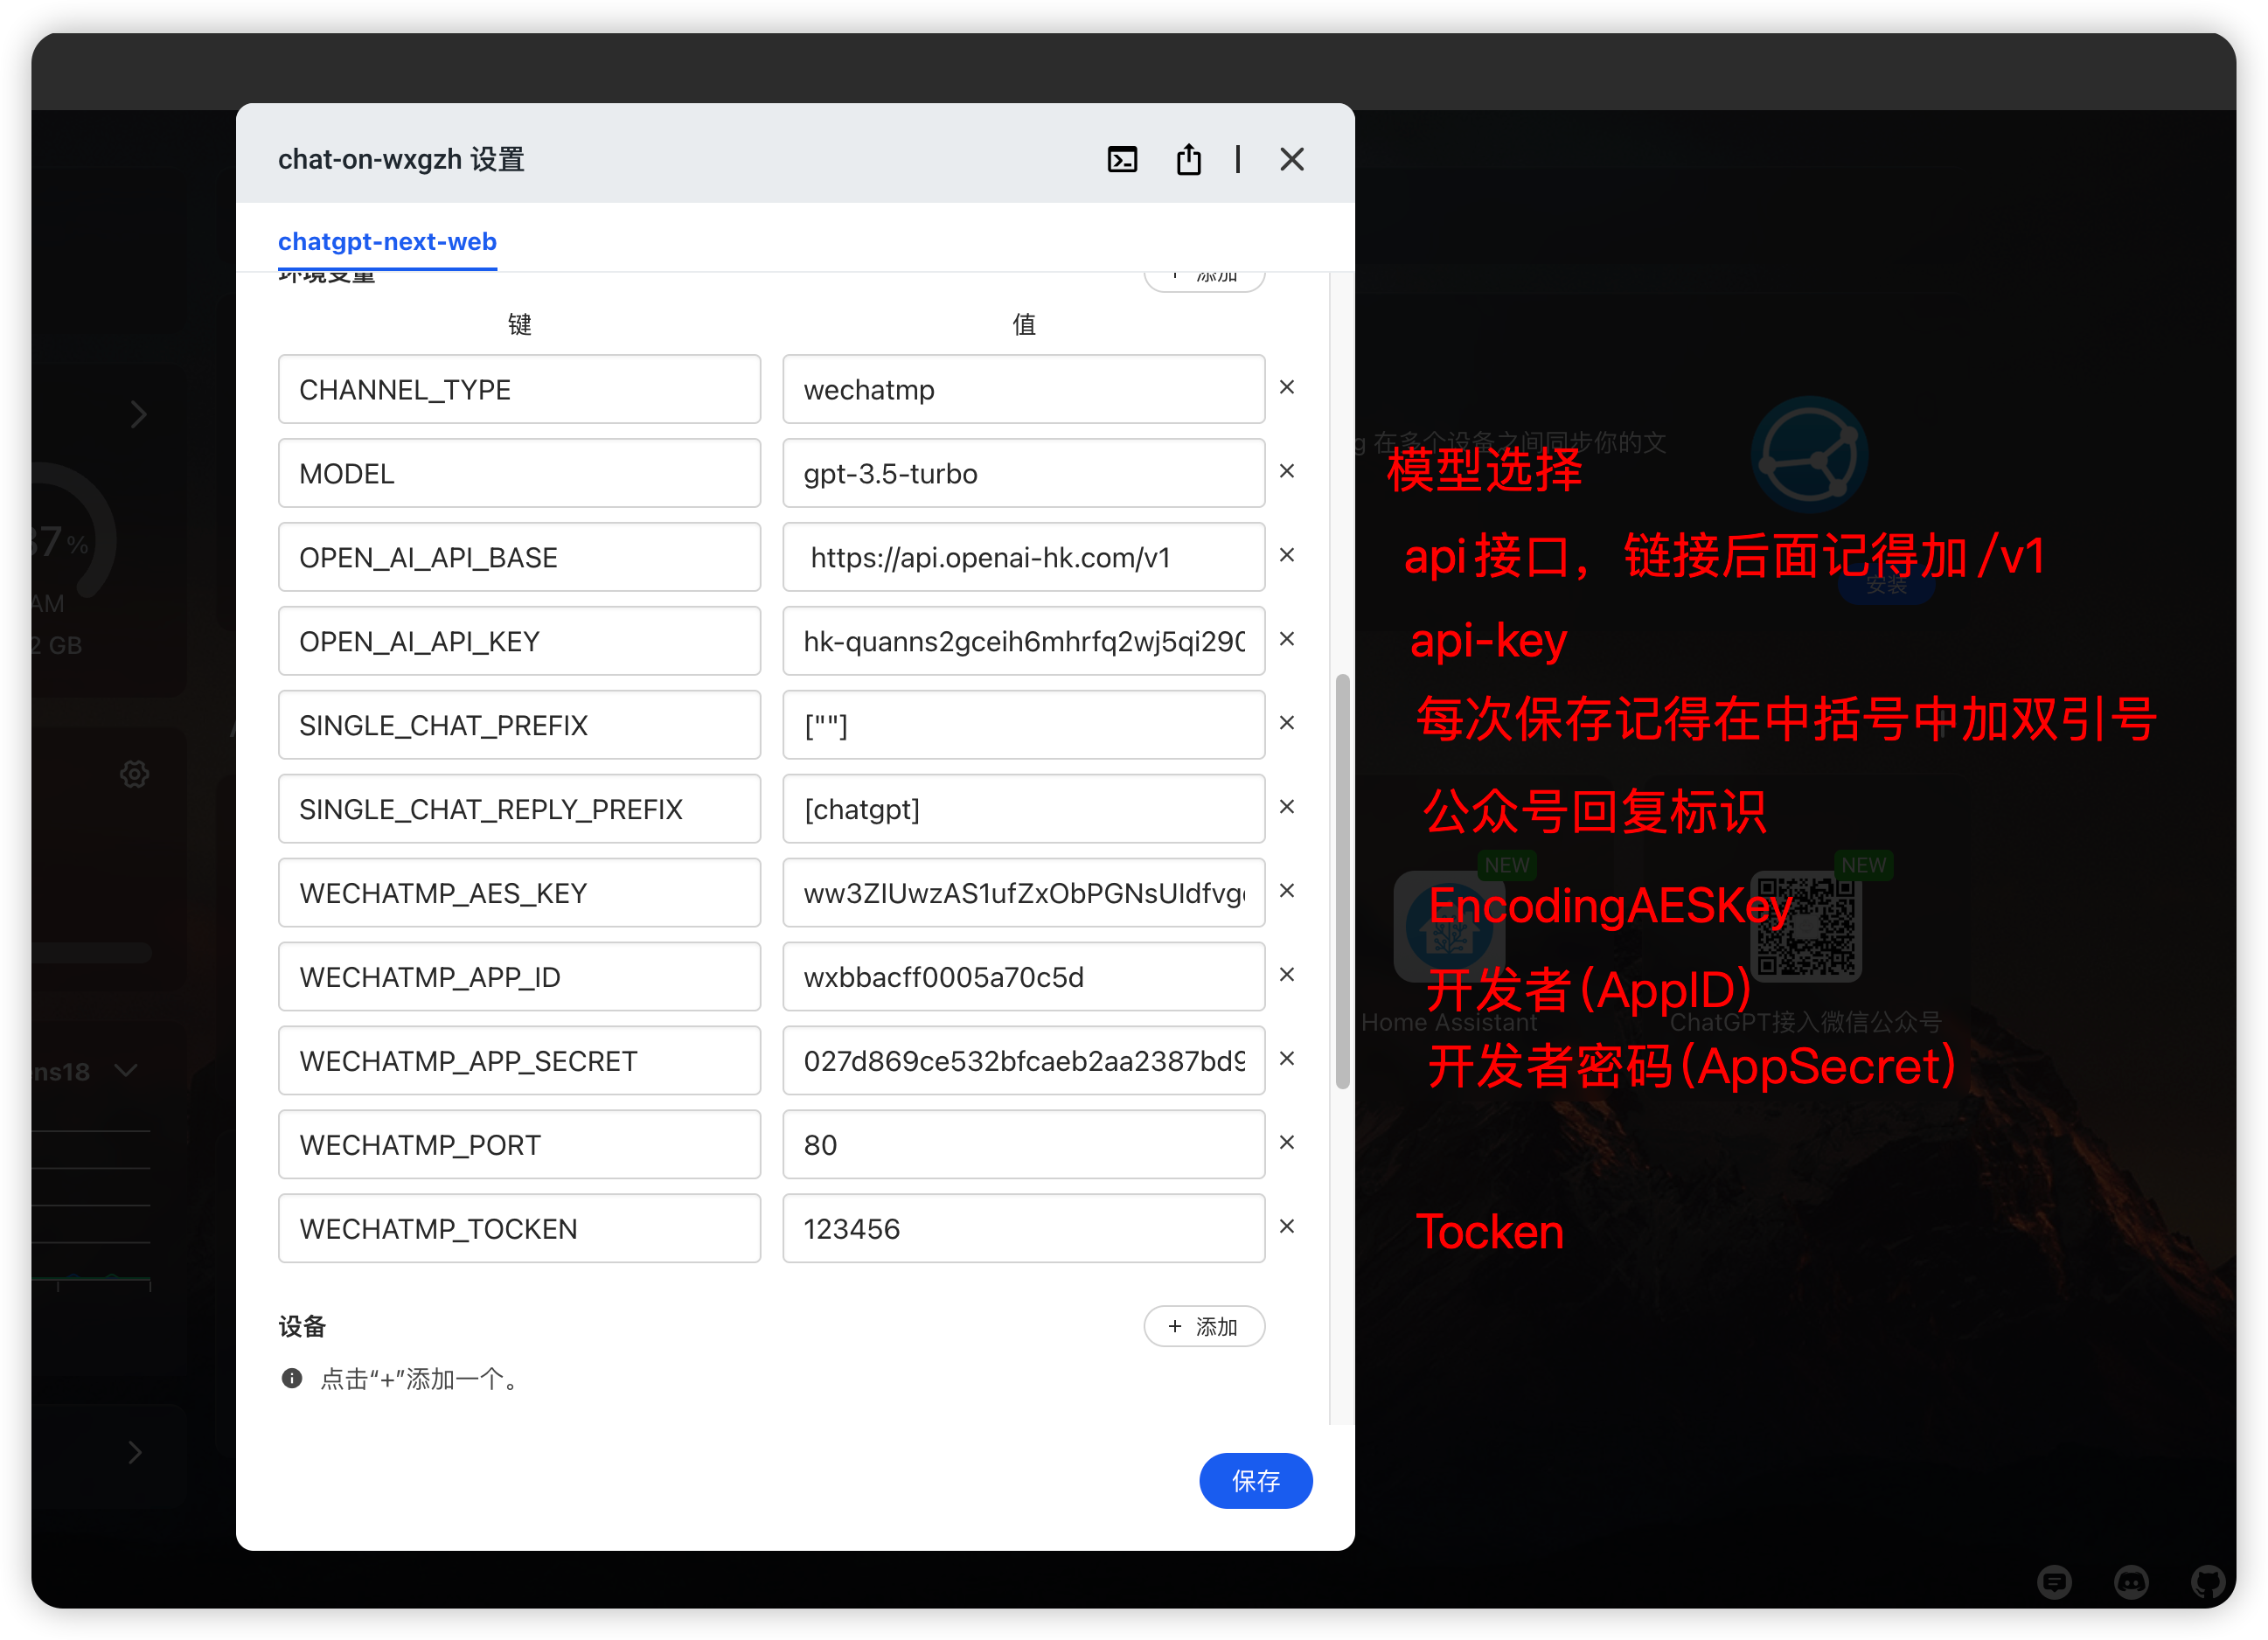 chat-on-wxgzh 设置
chatgpt-next-web
环境变量
添加
键 值
CHANNEL_TYPE wechatmp
g 在多个设备之间同步你的文
MODEL gpt-3.5-turbo 模型选择
OPEN_AI_API_BASE https://api.openai-hk.com/v1 api接口，链接后面记得加/v1
37%
安装
AM
OPEN_AI_API_KEY hk-quanns2gceih6mhrfq2wj5qi290 api-key
2 GB
SINGLE_CHAT_PREFIX [""] 每次保存记得在中括号中加双引号
SINGLE_CHAT_REPLY_PREFIX [chatgpt] 公众号回复标识
NEW NEW
WECHATMP_AES_KEY ww3ZIUwzAS1ufZxObPGNsUIdfvg EncodingAESKey
WECHATMP_APP_ID wxbbacff0005a70c5d 开发者(AppID)
Home Assistant ChatGPT接入微信公众号
WECHATMP_APP_SECRET 027d869ce532bfcaeb2aa2387bd9 开发者密码(AppSecret)
ns18
WECHATMP_PORT 80
WECHATMP_TOCKEN 123456 Tocken
设备 + 添加
点击“+”添加一个。
保存